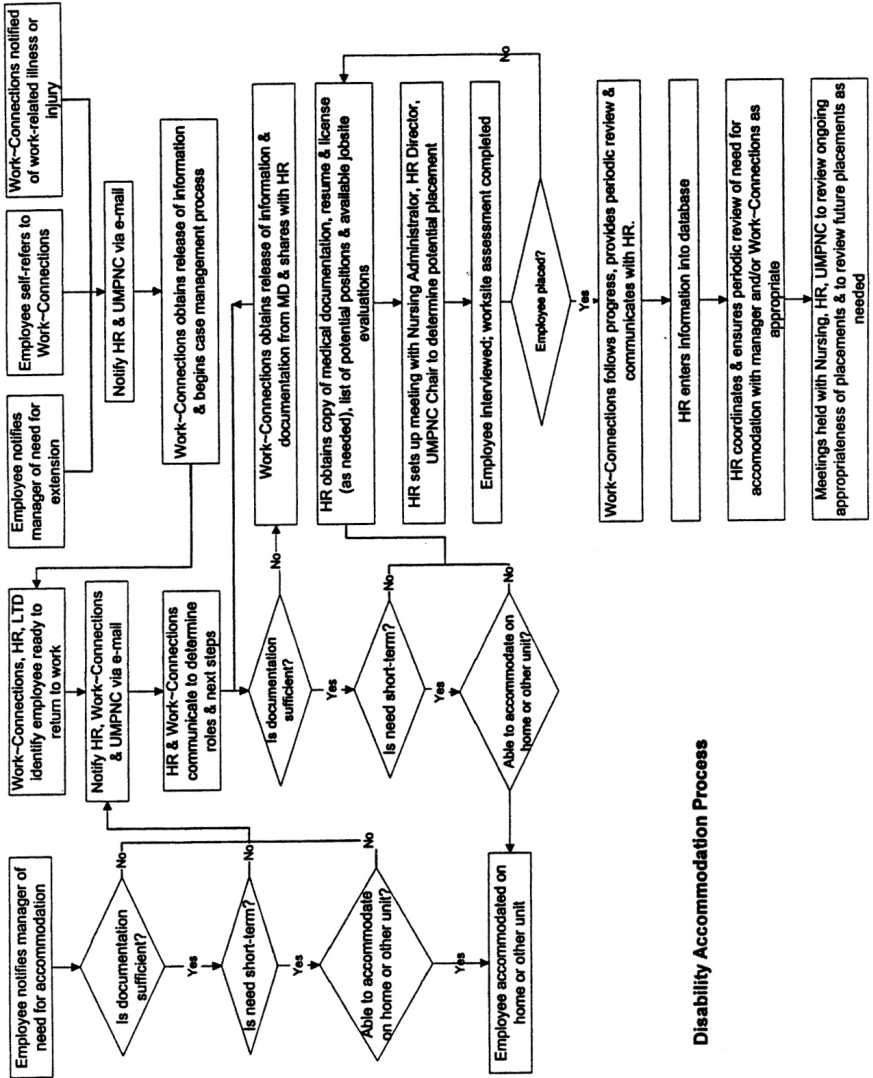 Employee notifies manager of
need for accommodation
Is documentation
sufficient?
No
Yes
Is need short-term?
No
Yes
Able to accommodate
on home or other unit?
No
Yes
Employee accommodated on
home or other unit
Work~Connections, HR, LTD
identify employee ready to
return to work
Notify HR, Work~Connections
& UMPNC via e-mail
HR & Work~Connections
communicate to determine
roles & next steps
Is documentation
sufficient?
No
Yes
Is need short-term?
No
Yes
Able to accommodate on
home or other unit?
No
Yes
Employee notifies
manager of need for
extension
Employee self-refers to
Work~Connections
Work~Connections notified
of work-related illness or
injury
Notify HR & UMPNC via e-mail
Work~Connections obtains release of information
& begins case management process
Work~Connections obtains release of information &
documentation from MD & shares with HR
HR obtains copy of medical documentation, resume & license
(as needed), list of potential positions & available jobsite
evaluations
HR sets up meeting with Nursing Administrator, HR Director,
UMPNC Chair to determine potential placement
Employee interviewed; worksite assessment completed
Employee placed?
No
Yes
Work~Connections follows progress, provides periodic review &
communicates with HR.
HR enters information into database
HR coordinates & ensures periodic review of need for
accomodation with manager and/or Work~Connections as
appropriate
Meetings held with Nursing, HR, UMPNC to review ongoing
appropriateness of placements & to review future placements as
needed
Disability Accommodation Process